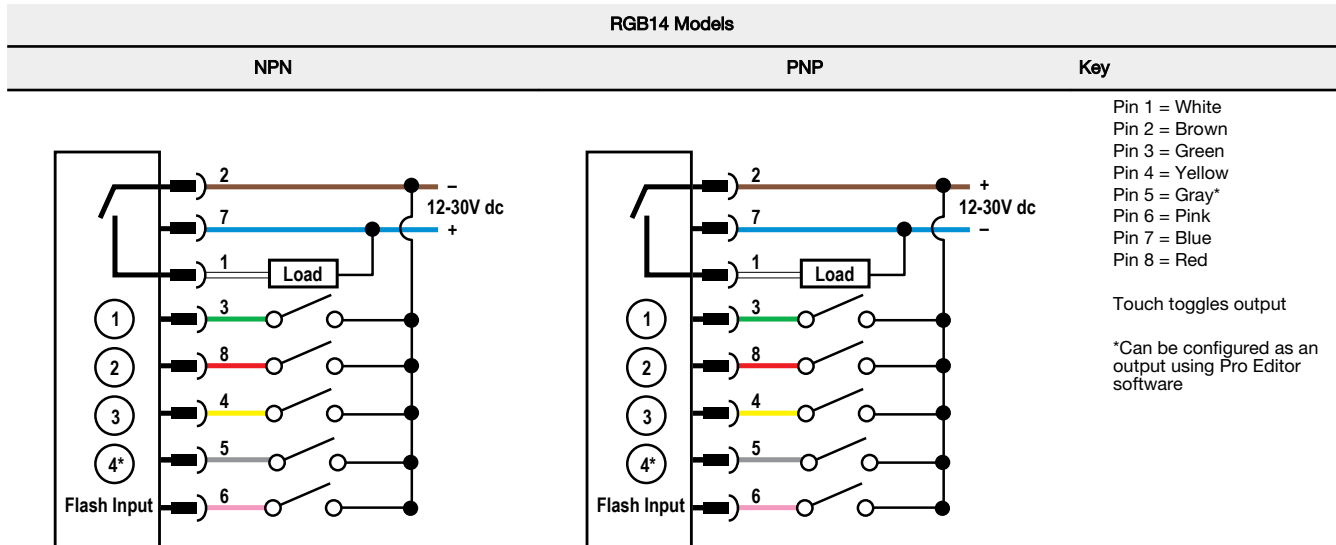 RGB14 Models
NPN
PNP
Key
2
–
12-30V dc
7
+
1
Load
1
3
2
8
3
4
4*
5
Flash Input
6
2
+
12-30V dc
7
–
1
Load
1
3
2
8
3
4
4*
5
Flash Input
6
Pin 1 = White
Pin 2 = Brown
Pin 3 = Green
Pin 4 = Yellow
Pin 5 = Gray*
Pin 6 = Pink
Pin 7 = Blue
Pin 8 = Red
Touch toggles output
*Can be configured as an
output using Pro Editor
software